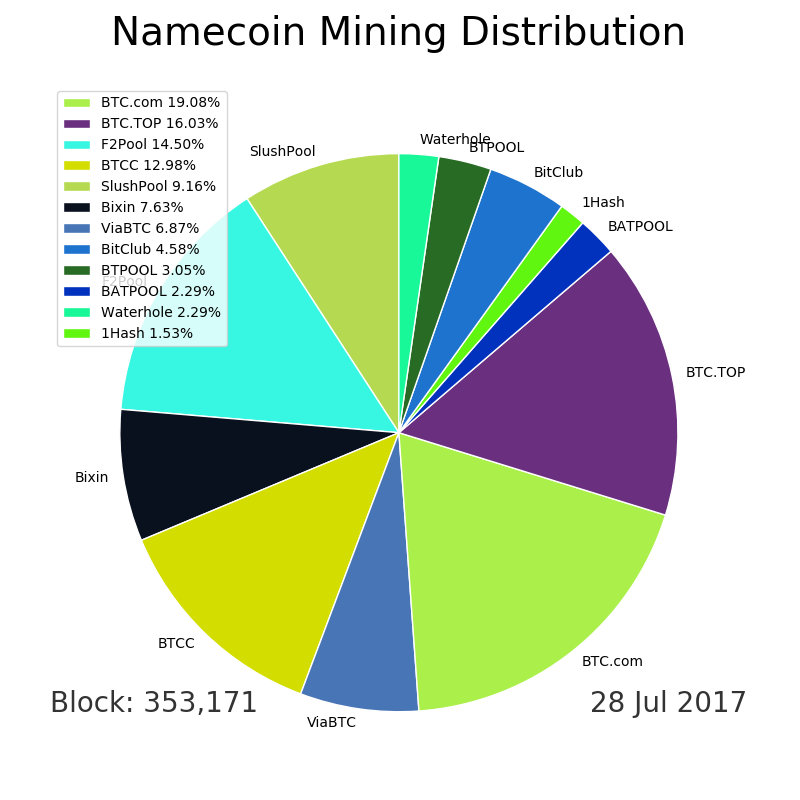 Namecoin Mining Distribution
BTC.com 19.08%
BTC.TOP 16.03%
F2Pool 14.50%
BTCC 12.98%
SlushPool 9.16%
Bixin 7.63%
ViaBTC 6.87%
BitClub 4.58%
BTPOOL 3.05%
BATPOOL 2.29%
Waterhole 2.29%
1Hash 1.53%
SlushPool
Waterhole
BTPOOL
BitClub
1Hash
BATPOOL
F2Pool
BTC.TOP
Bixin
BTCC
BTC.com
ViaBTC
Block: 353,171
28 Jul 2017